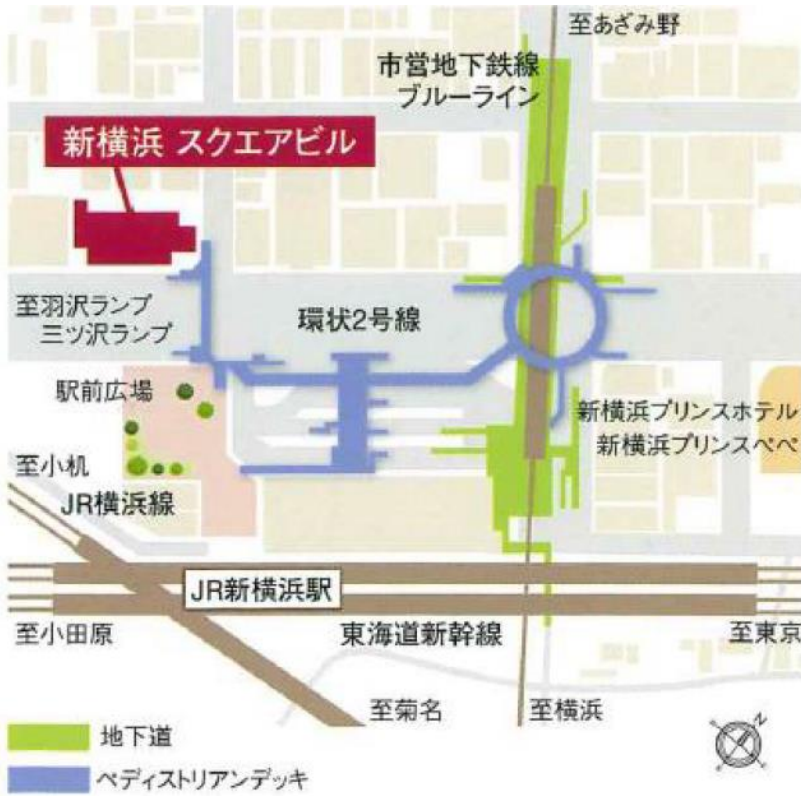 至あざみ野
市営地下鉄線
ブルーライン
新横浜 スクエアビル
至羽沢ランプ
三ツ沢ランプ
環状2号線
駅前広場
新横浜プリンスホテル
新横浜プリンスペペ
至小机
JR横浜線
JR新横浜駅
至小田原
東海道新幹線
至東京
至菊名
至横浜
地下道
ペディストリアンデッキ
N